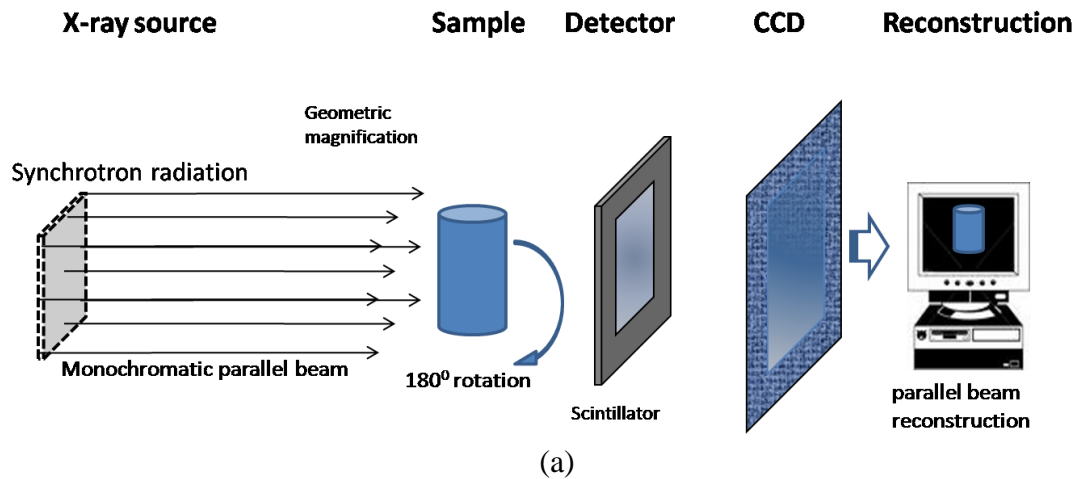 X-ray source Sample Detector CCD Reconstruction
Geometric
magnification
Synchrotron radiation
Monochromatic parallel beam
180⁰ rotation
Scintillator
parallel beam
reconstruction
(a)